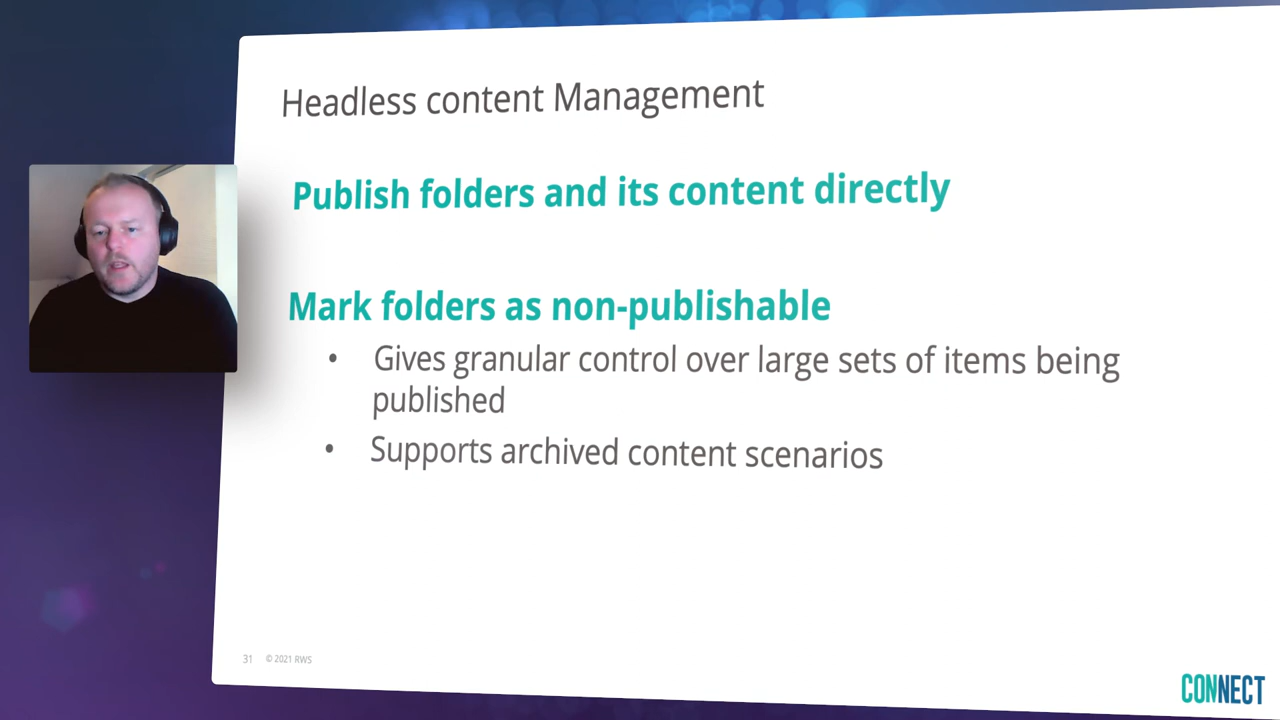 Headless content Management
Publish folders and its content directly
Mark folders as non-publishable
• Gives granular control over large sets of items being
published
• Supports archived content scenarios
31 © 2021 RWS
CONNECT